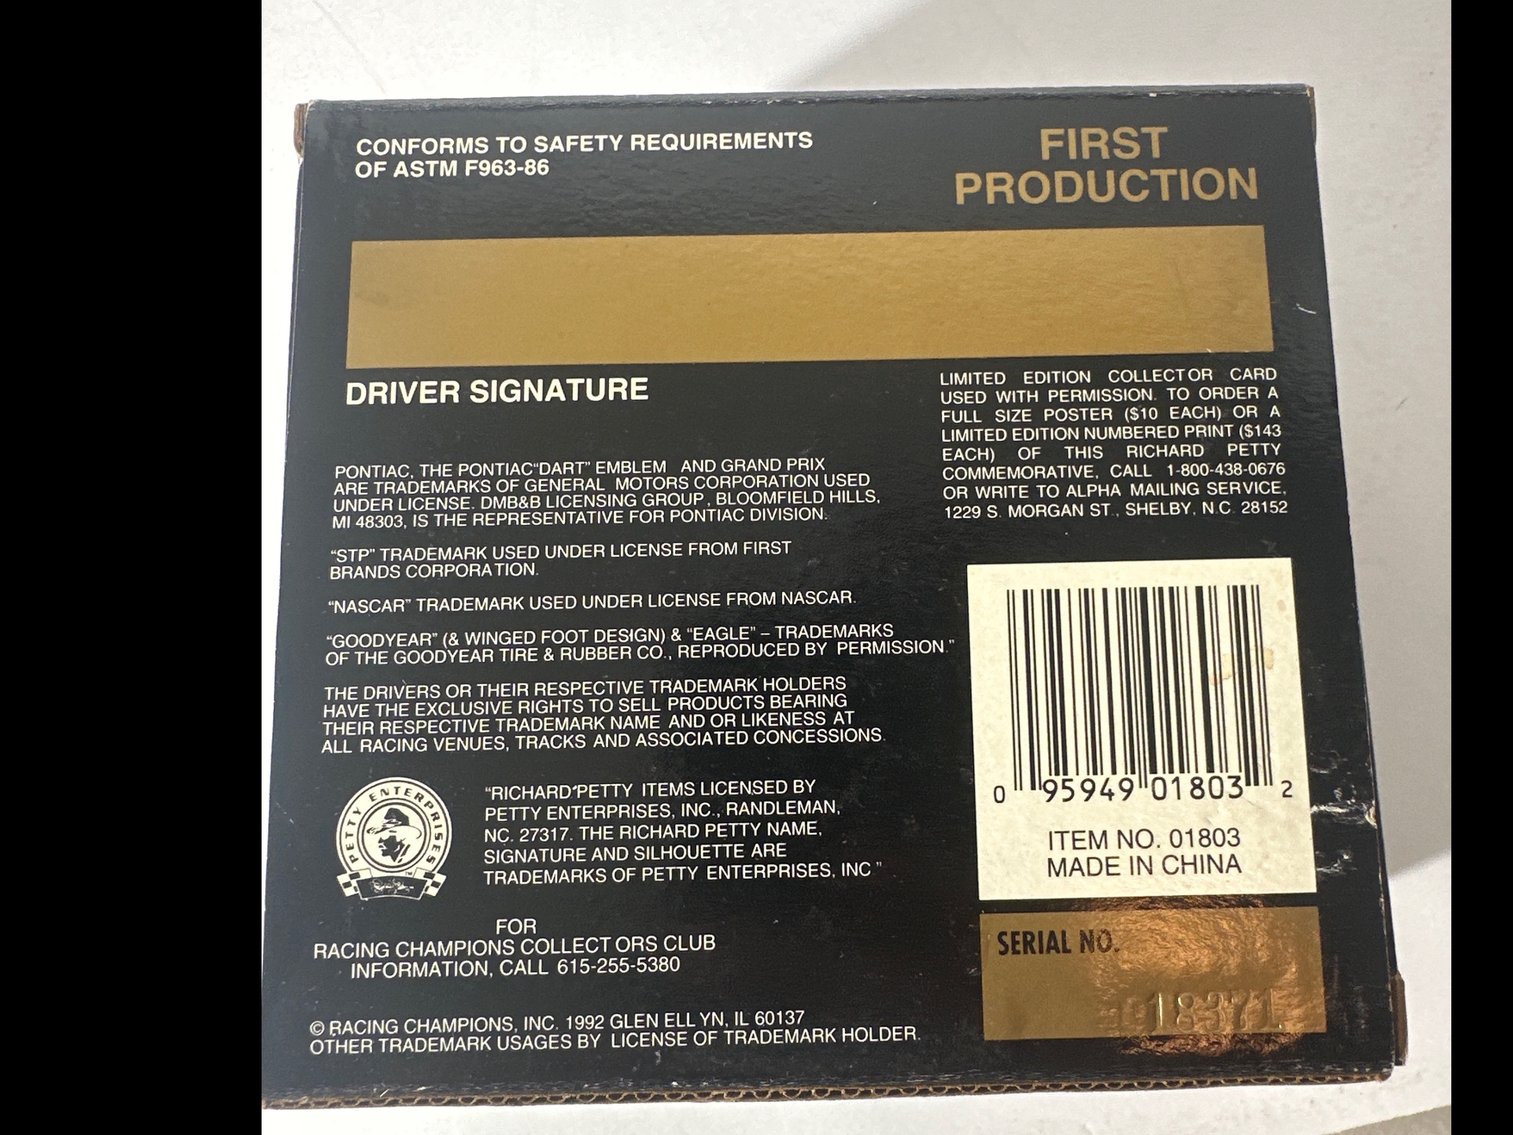 CONFORMS TO SAFETY REQUIREMENTS
OF ASTM F963-86
FIRST
PRODUCTION
DRIVER SIGNATURE
LIMITED EDITION COLLECTOR CARD
USED WITH PERMISSION. TO ORDER A
FULL SIZE POSTER ($10 EACH) OR A
LIMITED EDITION NUMBERED PRINT ($143
EACH) OF THIS RICHARD PETTY
COMMEMORATIVE, CALL 1-800-438-0676
OR WRITE TO ALPHA MAILING SERVICE,
1229 S. MORGAN ST., SHELBY, N.C. 28152
PONTIAC, THE PONTIAC "DART" EMBLEM AND GRAND PRIX
ARE TRADEMARKS OF GENERAL MOTORS CORPORATION USED
UNDER LICENSE. DMB&B LICENSING GROUP, BLOOMFIELD HILLS,
MI 48303, IS THE REPRESENTATIVE FOR PONTIAC DIVISION.
"STP" TRADEMARK USED UNDER LICENSE FROM FIRST
BRANDS CORPORATION.
"NASCAR" TRADEMARK USED UNDER LICENSE FROM NASCAR.
"GOODYEAR" (& WINGED FOOT DESIGN) & "EAGLE" – TRADEMARKS
OF THE GOODYEAR TIRE & RUBBER CO., REPRODUCED BY PERMISSION."
THE DRIVERS OR THEIR RESPECTIVE TRADEMARK HOLDERS
HAVE THE EXCLUSIVE RIGHTS TO SELL PRODUCTS BEARING
THEIR RESPECTIVE TRADEMARK NAME AND OR LIKENESS AT
ALL RACING VENUES, TRACKS AND ASSOCIATED CONCESSIONS.
PETTY ENTERPRISES
"RICHARD PETTY ITEMS LICENSED BY
PETTY ENTERPRISES, INC., RANDLEMAN,
NC. 27317. THE RICHARD PETTY NAME,
SIGNATURE AND SILHOUETTE ARE
TRADEMARKS OF PETTY ENTERPRISES, INC."
0 95949 01803 2
ITEM NO. 01803
MADE IN CHINA
FOR
RACING CHAMPIONS COLLECTORS CLUB
INFORMATION, CALL 615-255-5380
SERIAL NO.
18371
© RACING CHAMPIONS, INC. 1992 GLEN ELLYN, IL 60137
OTHER TRADEMARK USAGES BY LICENSE OF TRADEMARK HOLDER.